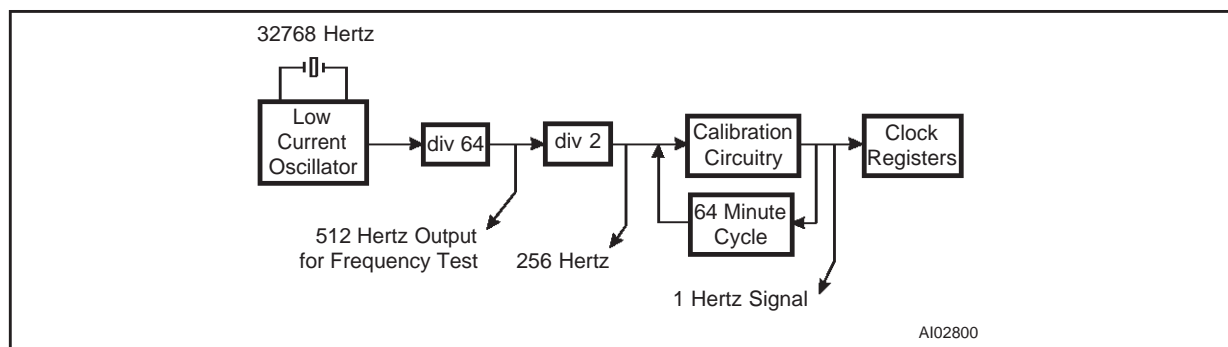 32768 Hertz
Low
Current
Oscillator
div 64
div 2
Calibration
Circuitry
Clock
Registers
64 Minute
Cycle
512 Hertz Output
for Frequency Test
256 Hertz
1 Hertz Signal
AI02800